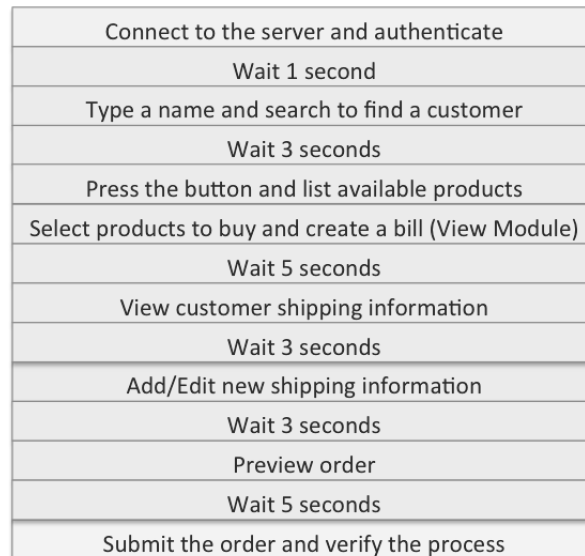 Connect to the server and authenticate
Wait 1 second
Type a name and search to find a customer
Wait 3 seconds
Press the button and list available products
Select products to buy and create a bill (View Module)
Wait 5 seconds
View customer shipping information
Wait 3 seconds
Add/Edit new shipping information
Wait 3 seconds
Preview order
Wait 5 seconds
Submit the order and verify the process